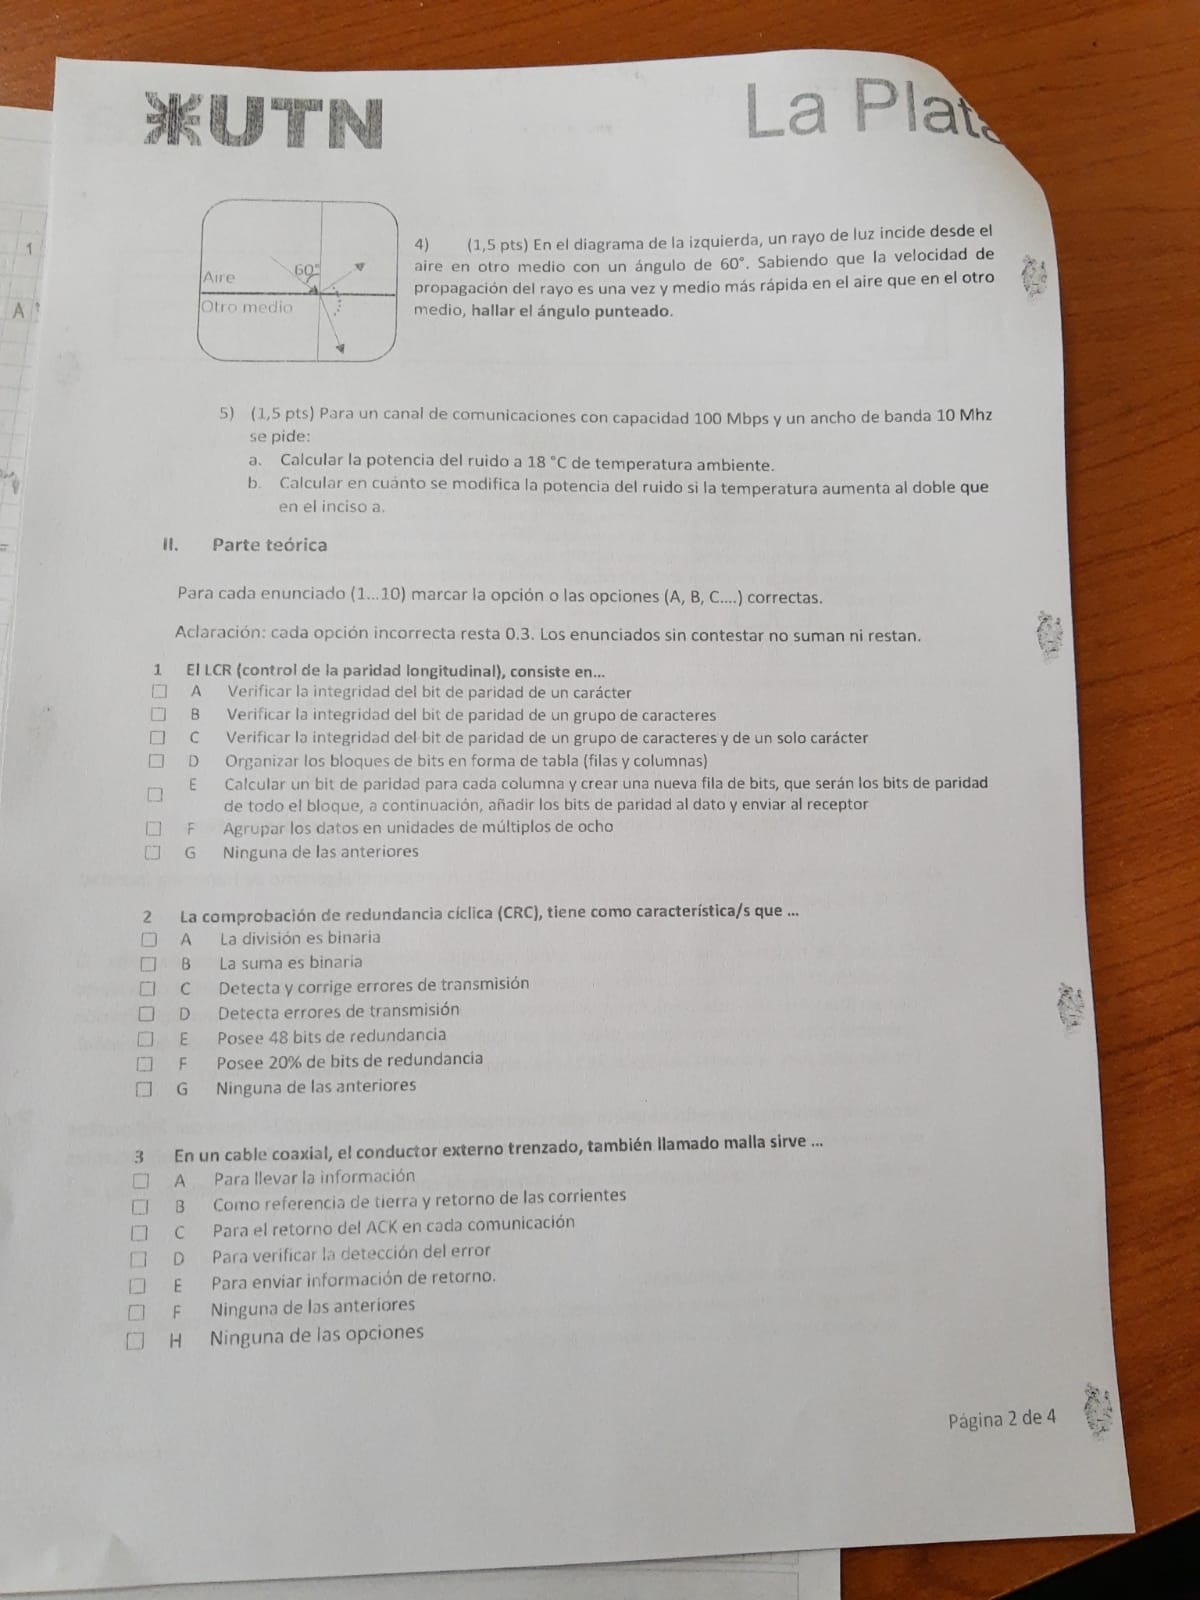 UTN
La Plata
60°
Aire
Otro medio
4) (1,5 pts) En el diagrama de la izquierda, un rayo de luz incide desde el
aire en otro medio con un ángulo de 60°. Sabiendo que la velocidad de
propagación del rayo es una vez y medio más rápida en el aire que en el otro
medio, hallar el ángulo punteado.
5) (1,5 pts) Para un canal de comunicaciones con capacidad 100 Mbps y un ancho de banda 10 Mhz
se pide:
a. Calcular la potencia del ruido a 18 °C de temperatura ambiente.
b. Calcular en cuánto se modifica la potencia del ruido si la temperatura aumenta al doble que
en el inciso a.
II. Parte teórica
Para cada enunciado (1...10) marcar la opción o las opciones (A, B, C....) correctas.
Aclaración: cada opción incorrecta resta 0.3. Los enunciados sin contestar no suman ni restan.
1 El LCR (control de la paridad longitudinal), consiste en...
A Verificar la integridad del bit de paridad de un carácter
B Verificar la integridad del bit de paridad de un grupo de caracteres
C Verificar la integridad del bit de paridad de un grupo de caracteres y de un solo carácter
D Organizar los bloques de bits en forma de tabla (filas y columnas)
E Calcular un bit de paridad para cada columna y crear una nueva fila de bits, que serán los bits de paridad
de todo el bloque, a continuación, añadir los bits de paridad al dato y enviar al receptor
F Agrupar los datos en unidades de múltiplos de ocho
G Ninguna de las anteriores
2 La comprobación de redundancia cíclica (CRC), tiene como característica/s que ...
A La división es binaria
B La suma es binaria
C Detecta y corrige errores de transmisión
D Detecta errores de transmisión
E Posee 48 bits de redundancia
F Posee 20% de bits de redundancia
G Ninguna de las anteriores
3 En un cable coaxial, el conductor externo trenzado, también llamado malla sirve ...
A Para llevar la información
B Como referencia de tierra y retorno de las corrientes
C Para el retorno del ACK en cada comunicación
D Para verificar la detección del error
E Para enviar información de retorno.
F Ninguna de las anteriores
H Ninguna de las opciones
Página 2 de 4
1
A